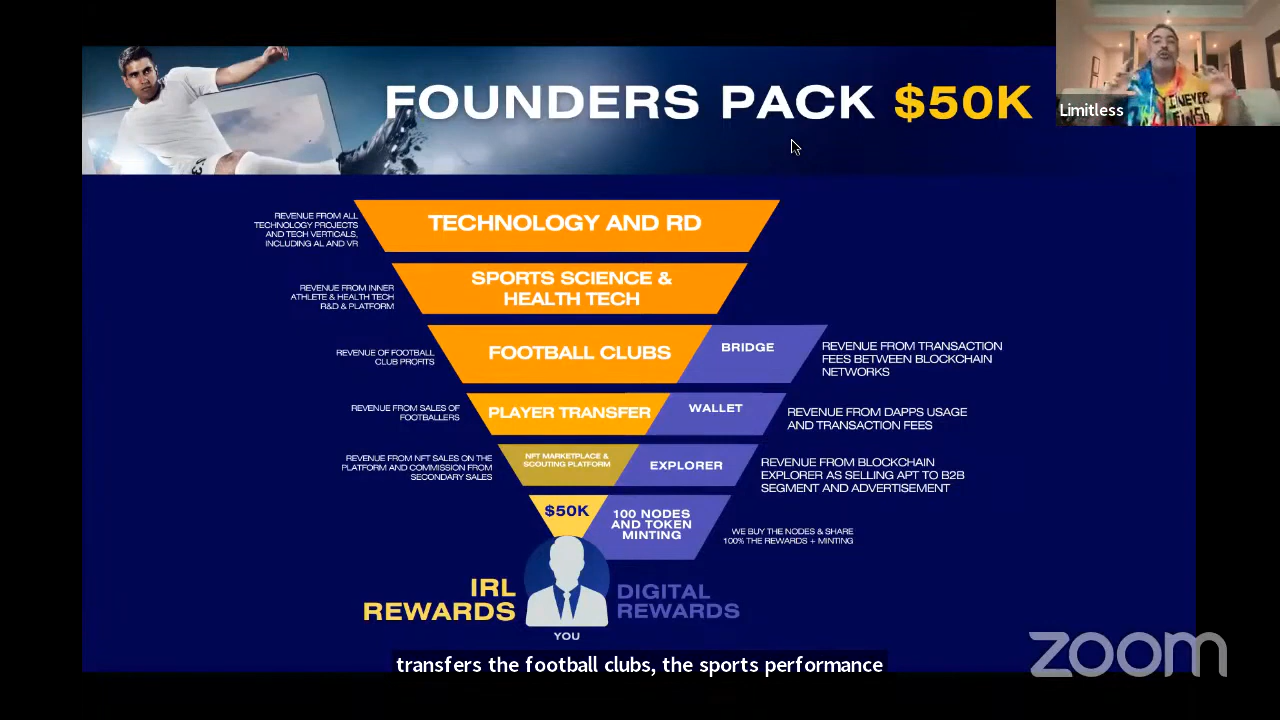 FOUNDERS PACK $50K
Limitless
I NEVER
FINISH
REVENUE FROM ALL
TECHNOLOGY PROJECTS
AND TECH VERTICALS,
INCLUDING AL AND VR
TECHNOLOGY AND RD
REVENUE FROM INNER
ATHLETE & HEALTH TECH
R&D & PLATFORM
SPORTS SCIENCE &
HEALTH TECH
REVENUE OF FOOTBALL
CLUB PROFITS
FOOTBALL CLUBS
BRIDGE
REVENUE FROM TRANSACTION
FEES BETWEEN BLOCKCHAIN
NETWORKS
REVENUE FROM SALES OF
FOOTBALLERS
PLAYER TRANSFER
WALLET
REVENUE FROM DAPPS USAGE
AND TRANSACTION FEES
REVENUE FROM NFT SALES ON THE
PLATFORM AND COMMISSION FROM
SECONDARY SALES
NFT MARKETPLACE &
SCOUTING PLATFORM
EXPLORER
REVENUE FROM BLOCKCHAIN
EXPLORER AS SELLING APT TO B2B
SEGMENT AND ADVERTISEMENT
$50K
100 NODES
AND TOKEN
MINTING
WE BUY THE NODES & SHARE
100% THE REWARDS + MINTING
IRL
REWARDS
DIGITAL
REWARDS
YOU
transfers the football clubs, the sports performance
zoom